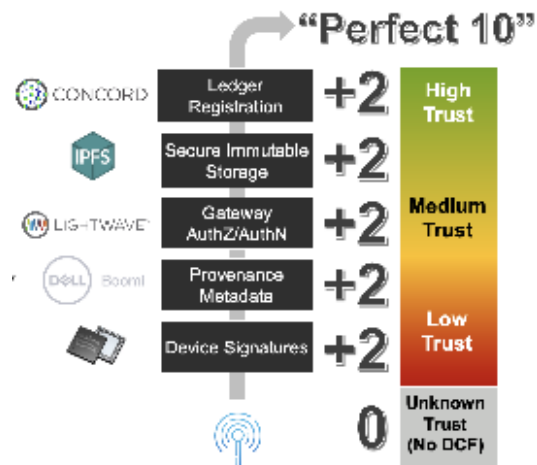 "Perfect 10"
CONCORD
Ledger
Registration
+2
High
Trust
IPFS
Secure Immutable
Storage
+2
LIGHTWAVE
Gateway
AuthZ/AuthN
+2
Medium
Trust
DELL Boomi
Provenance
Metadata
+2
Device Signatures
+2
Low
Trust
0
Unknown
Trust
(No DCF)